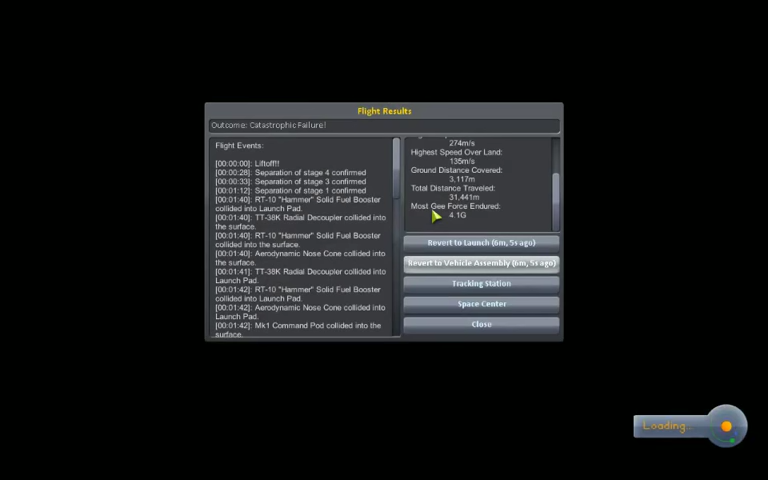 Flight Results
Outcome: Catastrophic Failure!
Flight Events:
[00:00:00]: Liftoff!!
[00:00:28]: Separation of stage 4 confirmed
[00:00:33]: Separation of stage 3 confirmed
[00:01:12]: Separation of stage 1 confirmed
[00:01:40]: RT-10 "Hammer" Solid Fuel Booster
collided into Launch Pad.
[00:01:40]: TT-38K Radial Decoupler collided into
the surface.
[00:01:40]: RT-10 "Hammer" Solid Fuel Booster
collided into the surface.
[00:01:40]: Aerodynamic Nose Cone collided into
the surface.
[00:01:41]: TT-38K Radial Decoupler collided into
Launch Pad.
[00:01:42]: RT-10 "Hammer" Solid Fuel Booster
collided into Launch Pad.
[00:01:42]: Aerodynamic Nose Cone collided into
Launch Pad.
[00:01:42]: Mk1 Command Pod collided into the
surface.
274m/s
Highest Speed Over Land:
135m/s
Ground Distance Covered:
3,117m
Total Distance Traveled:
31,441m
Most Gee Force Endured:
4.1G
Revert to Launch (6m, 5s ago)
Revert to Vehicle Assembly (6m, 5s ago)
Tracking Station
Space Center
Close
Loading..